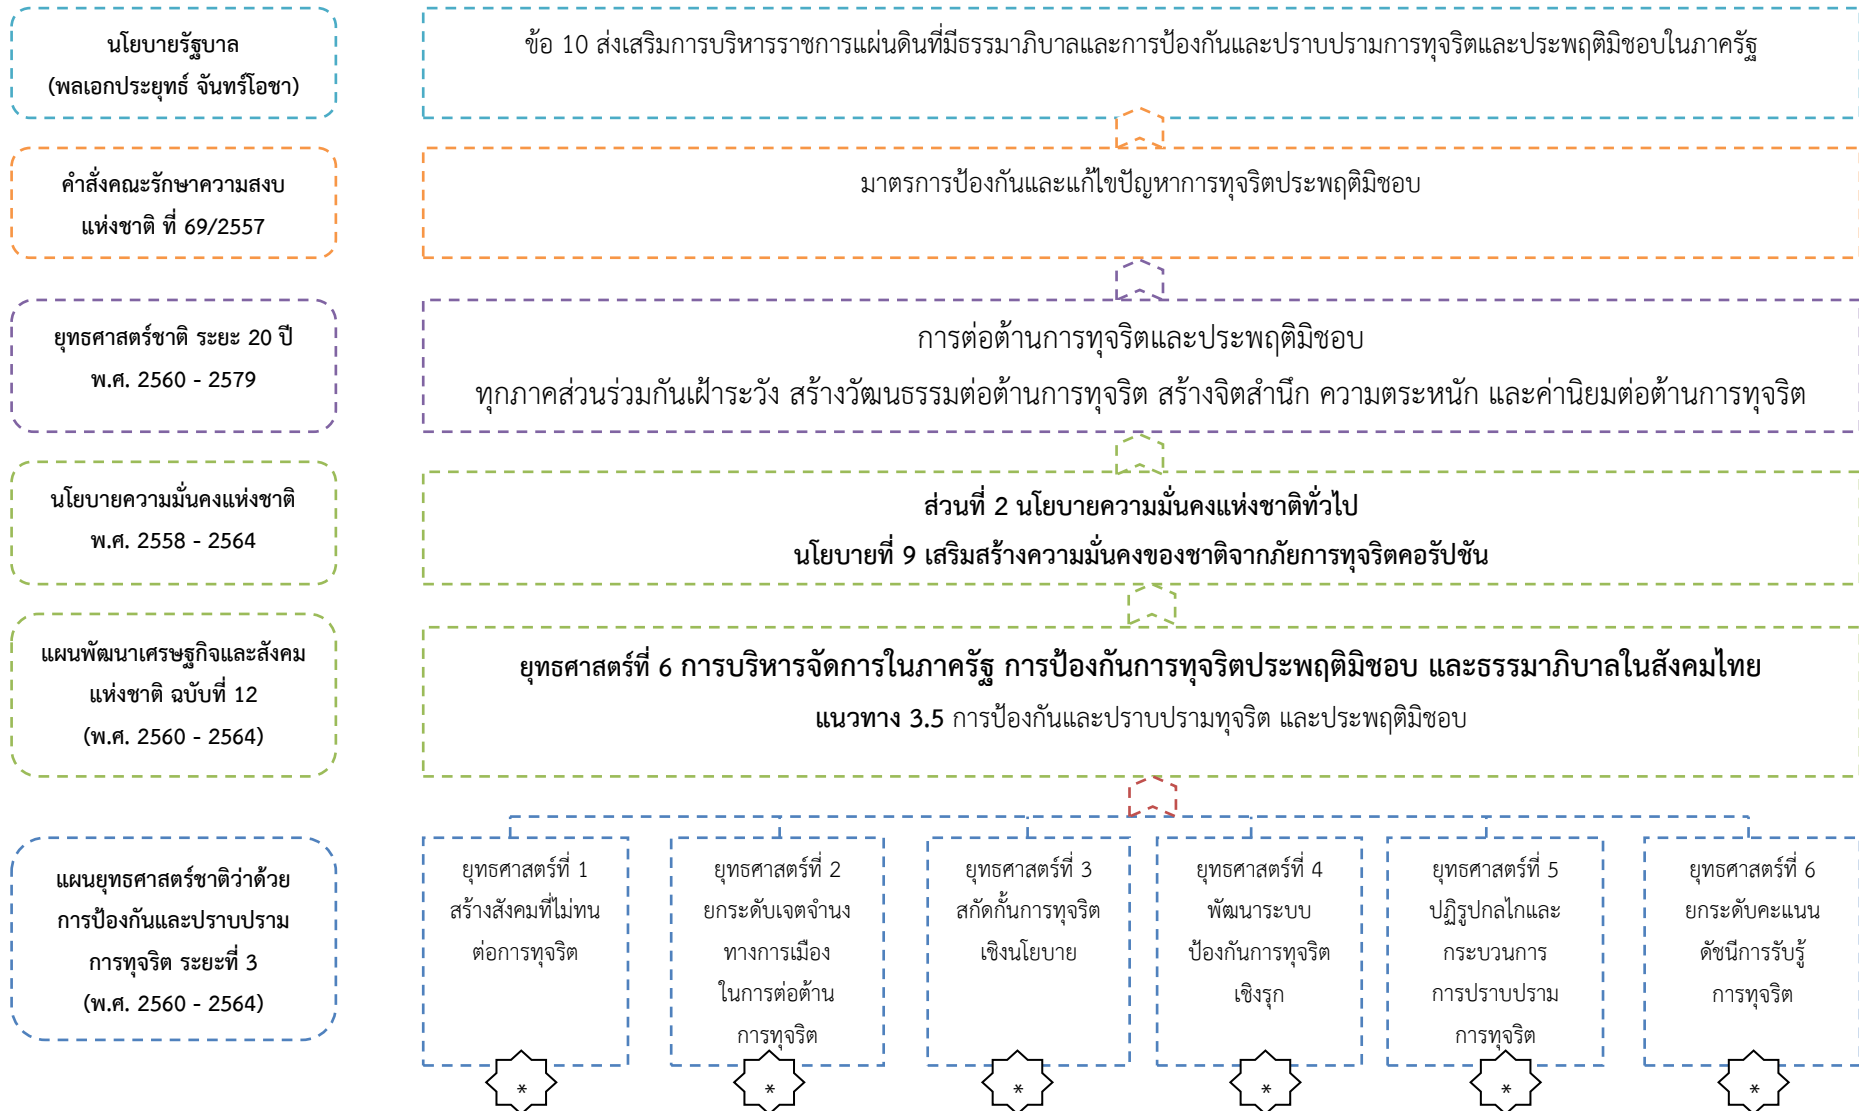 นโยบายรัฐบาล
(พลเอกประยุทธ์ จันทร์โอชา)
ข้อ 10 ส่งเสริมการบริหารราชการแผ่นดินที่มีธรรมาภิบาลและการป้องกันและปราบปรามการทุจริตและประพฤติมิชอบในภาครัฐ
คำสั่งคณะรักษาความสงบ
แห่งชาติ ที่ 69/2557
มาตรการป้องกันและแก้ไขปัญหาการทุจริตประพฤติมิชอบ
ยุทธศาสตร์ชาติ ระยะ 20 ปี
พ.ศ. 2560 - 2579
การต่อต้านการทุจริตและประพฤติมิชอบ
ทุกภาคส่วนร่วมกันเฝ้าระวัง สร้างวัฒนธรรมต่อต้านการทุจริต สร้างจิตสำนึก ความตระหนัก และค่านิยมต่อต้านการทุจริต
นโยบายความมั่นคงแห่งชาติ
พ.ศ. 2558 - 2564
ส่วนที่ 2 นโยบายความมั่นคงแห่งชาติทั่วไป
นโยบายที่ 9 เสริมสร้างความมั่นคงของชาติจากภัยการทุจริตคอรัปชัน
แผนพัฒนาเศรษฐกิจและสังคม
แห่งชาติ ฉบับที่ 12
(พ.ศ. 2560 - 2564)
ยุทธศาสตร์ที่ 6 การบริหารจัดการในภาครัฐ การป้องกันการทุจริตประพฤติมิชอบ และธรรมาภิบาลในสังคมไทย
แนวทาง 3.5 การป้องกันและปราบปรามทุจริต และประพฤติมิชอบ
แผนยุทธศาสตร์ชาติว่าด้วย
การป้องกันและปราบปราม
การทุจริต ระยะที่ 3
(พ.ศ. 2560 - 2564)
ยุทธศาสตร์ที่ 1
สร้างสังคมที่ไม่ทน
ต่อการทุจริต
*
ยุทธศาสตร์ที่ 2
ยกระดับเจตจำนง
ทางการเมือง
ในการต่อต้าน
การทุจริต
*
ยุทธศาสตร์ที่ 3
สกัดกั้นการทุจริต
เชิงนโยบาย
*
ยุทธศาสตร์ที่ 4
พัฒนาระบบ
ป้องกันการทุจริต
เชิงรุก
*
ยุทธศาสตร์ที่ 5
ปฏิรูปกลไกและ
กระบวนการ
การปราบปราม
การทุจริต
*
ยุทธศาสตร์ที่ 6
ยกระดับคะแนน
ดัชนีการรับรู้
การทุจริต
*